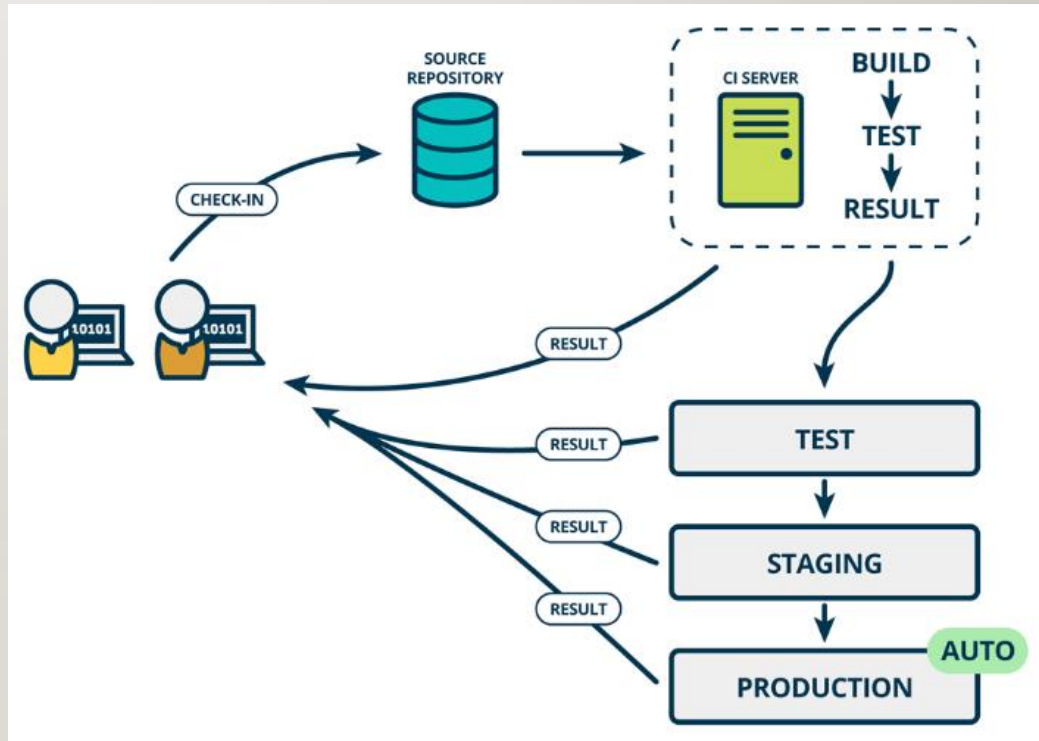 SOURCE
REPOSITORY
CI SERVER
BUILD
TEST
RESULT
CHECK-IN
10101
10101
RESULT
RESULT
TEST
RESULT
STAGING
RESULT
AUTO
PRODUCTION